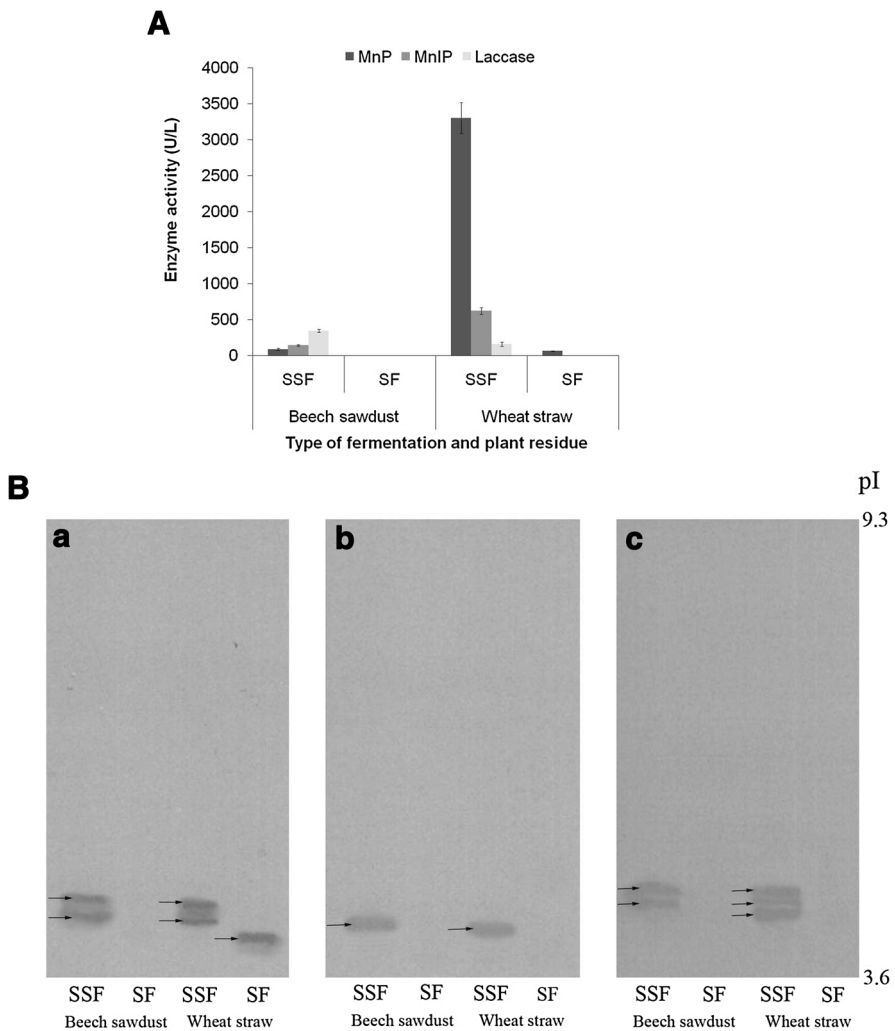 A
MnP MnIP Laccase
Enzyme activity (U/L)
4000
3500
3000
2500
2000
1500
1000
500
0
SSF SF SSF SF
Beech sawdust Wheat straw
Type of fermentation and plant residue
B
pI
9.3
a b c
3.6
SSF SF SSF SF SSF SF SSF SF SSF SF SSF SF
Beech sawdust Wheat straw Beech sawdust Wheat straw Beech sawdust Wheat straw